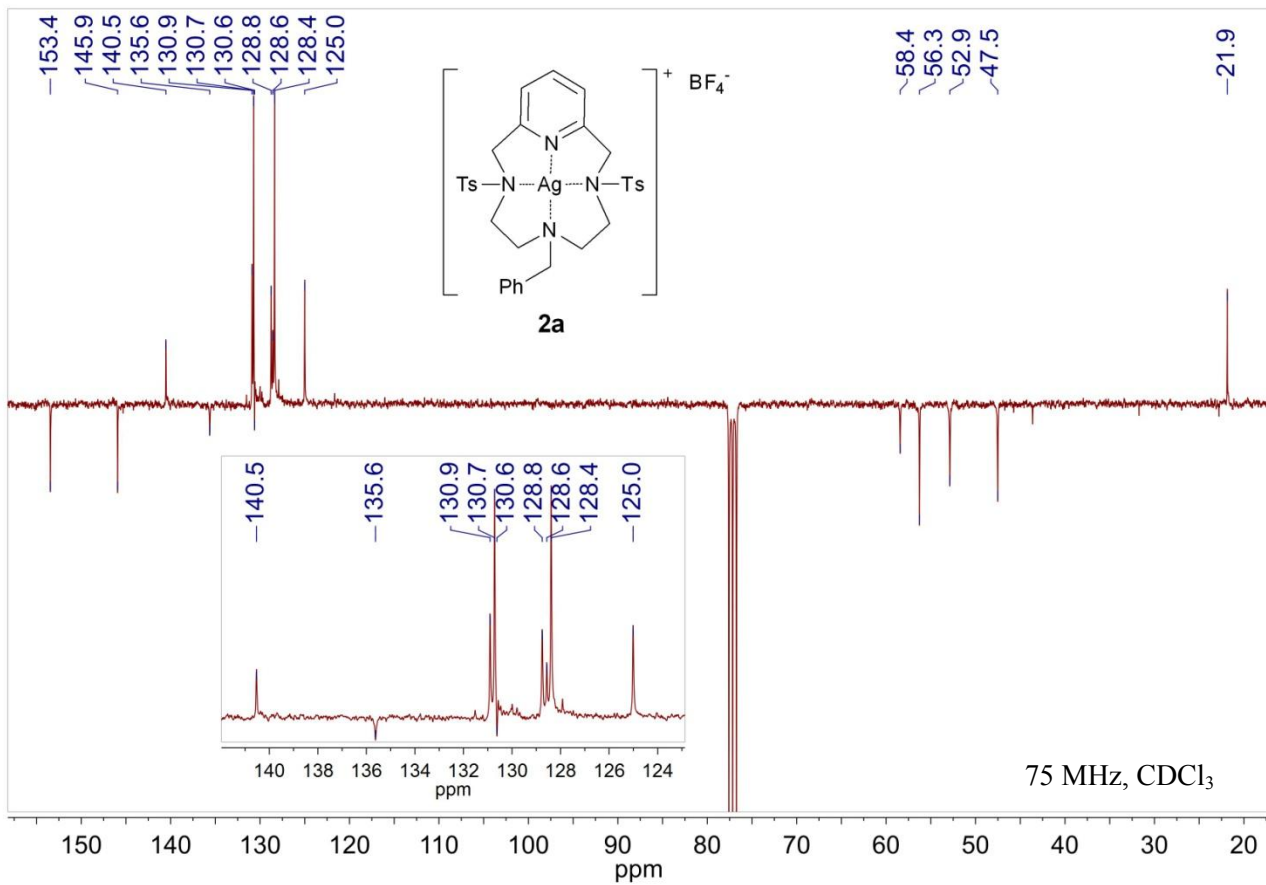 153.4
145.9
140.5
135.6
130.9
130.7
130.6
128.8
128.6
128.4
125.0
58.4
56.3
52.9
47.5
21.9
+ BF4-
N
Ts N Ag N Ts
N
Ph
2a
140.5
135.6
130.9
130.7
130.6
128.8
128.6
128.4
125.0
140 138 136 134 132 130 128 126 124
ppm
75 MHz, CDCl₃
150 140 130 120 110 100 90 80 70 60 50 40 30 20
ppm